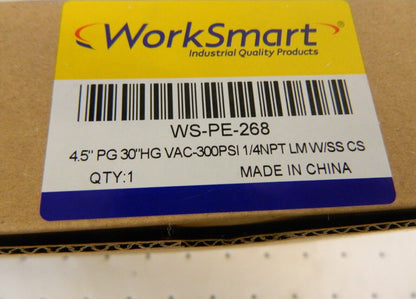 WorkSmart
Industrial Quality Products
WS-PE-268
4.5" PG 30"HG VAC-300PSI 1/4NPT LM W/SS CS
QTY:1 MADE IN CHINA